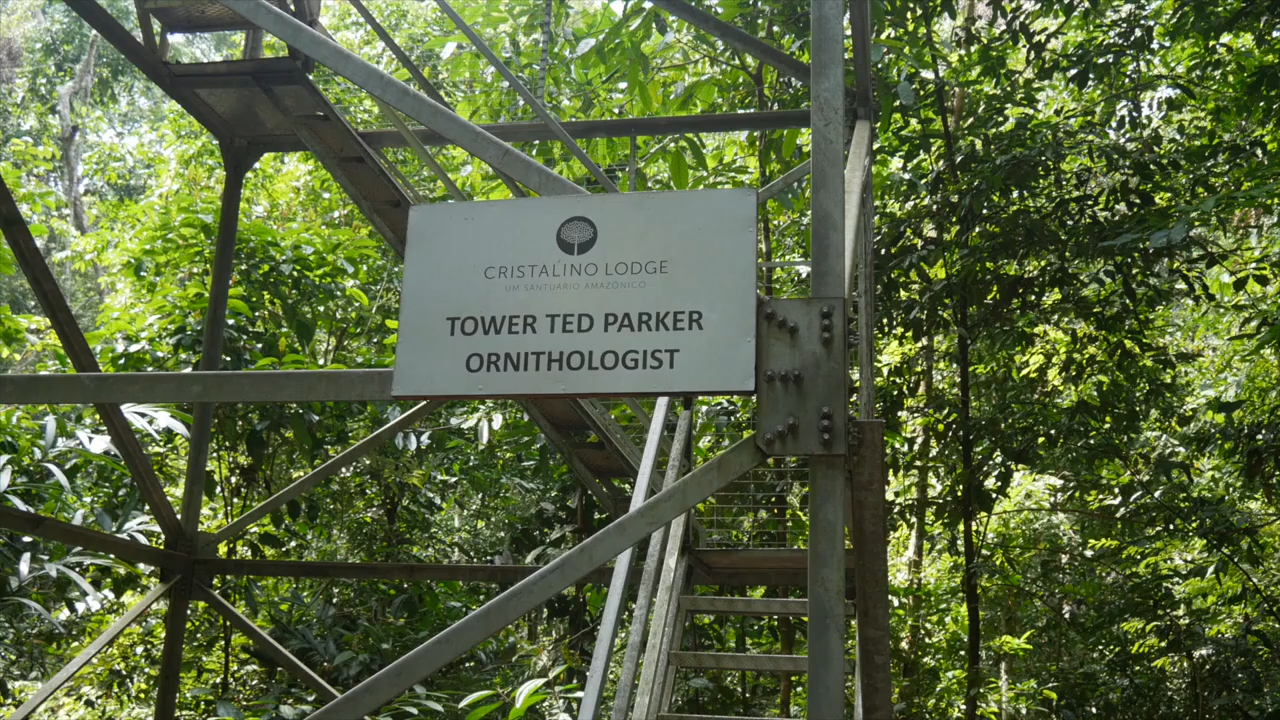 CRISTALINO LODGE
UM SANTUÁRIO AMAZÔNICO
TOWER TED PARKER
ORNITHOLOGIST